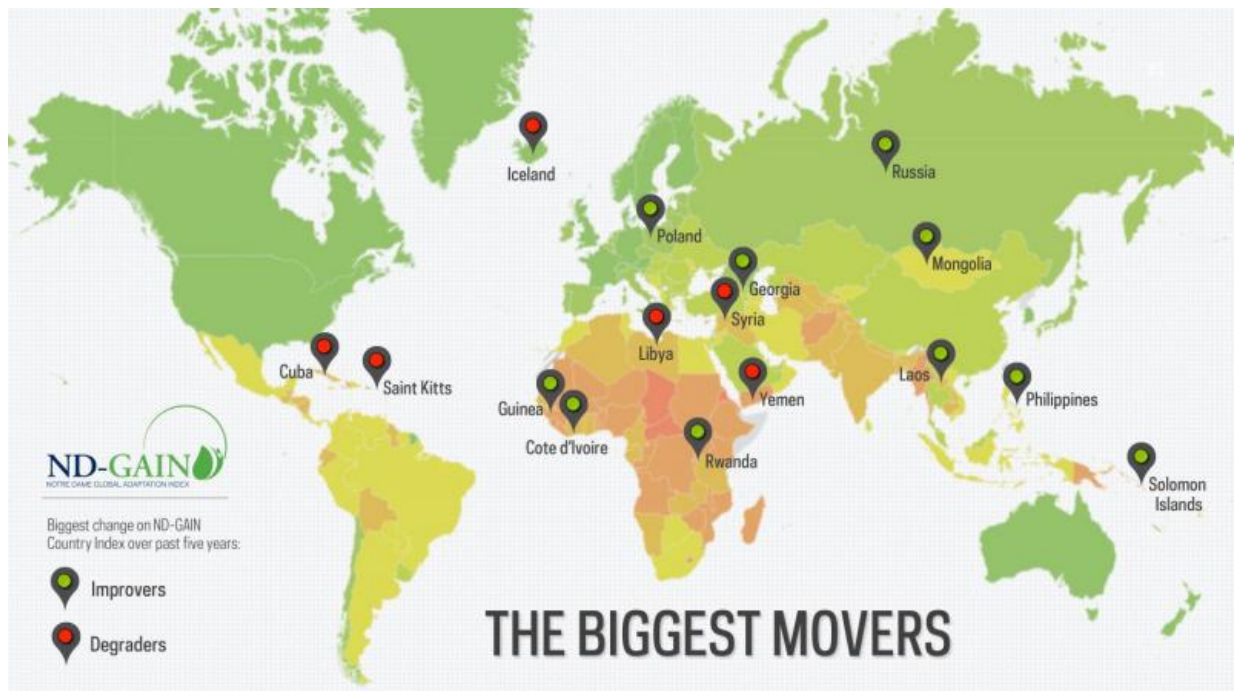 Iceland
Russia
Poland
Mongolia
Georgia
Syria
Libya
Cuba
Saint Kitts
Laos
Yemen
Philippines
Guinea
Cote d'Ivoire
Rwanda
Solomon
Islands
ND-GAIN
NOTRE DAME GLOBAL ADAPTATION INDEX
Biggest change on ND-GAIN
Country Index over past five years:
Improvers
Degraders
THE BIGGEST MOVERS